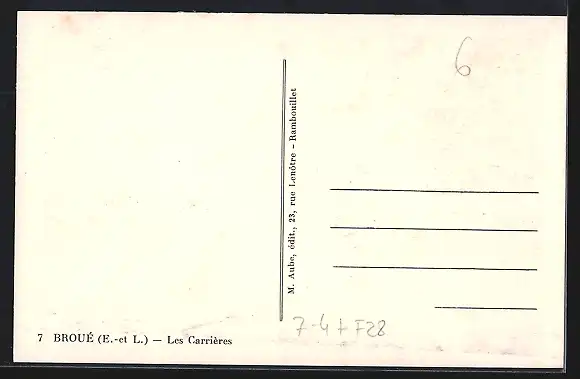 6
M. Aube, édit., 23, rue Lenôtre - Rambouillet
7-4+F28
7 BROUÉ (E.-et L.) — Les Carrières